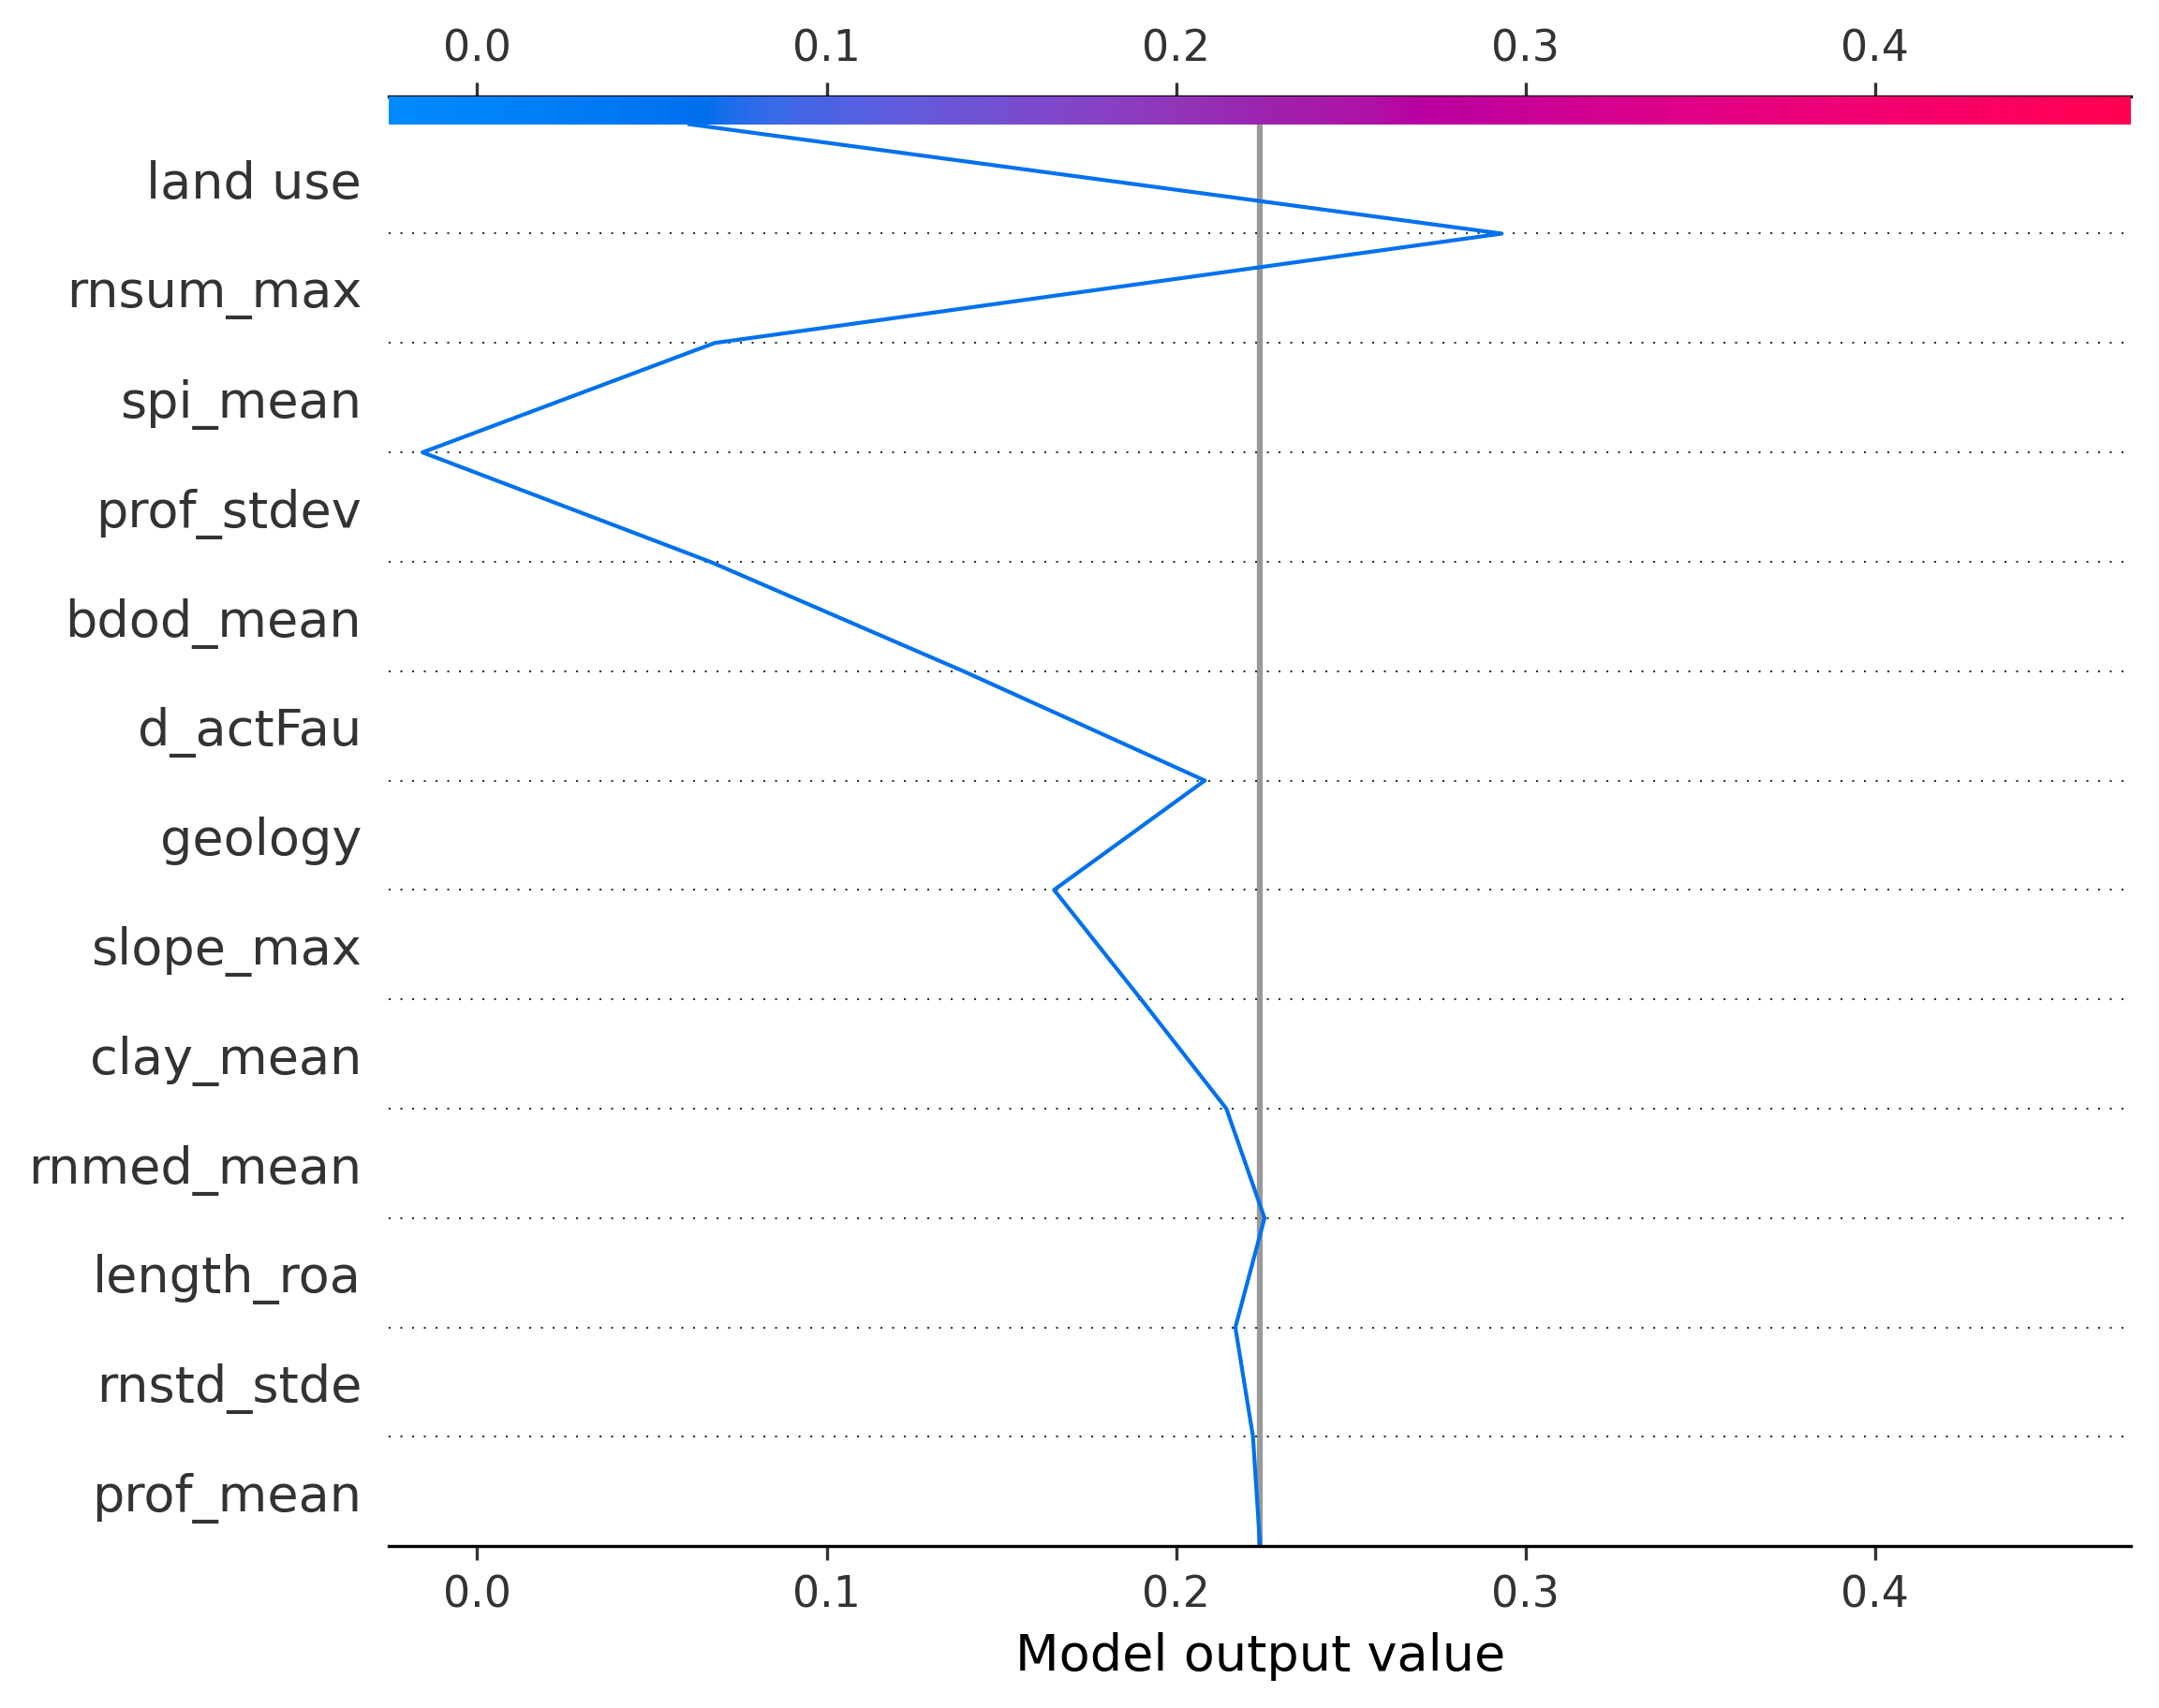 0.0 0.1 0.2 0.3 0.4
land use
rnsum_max
spi_mean
prof_stdev
bdod_mean
d_actFau
geology
slope_max
clay_mean
rnmed_mean
length_roa
rnstd_stde
prof_mean
0.0 0.1 0.2 0.3 0.4
Model output value